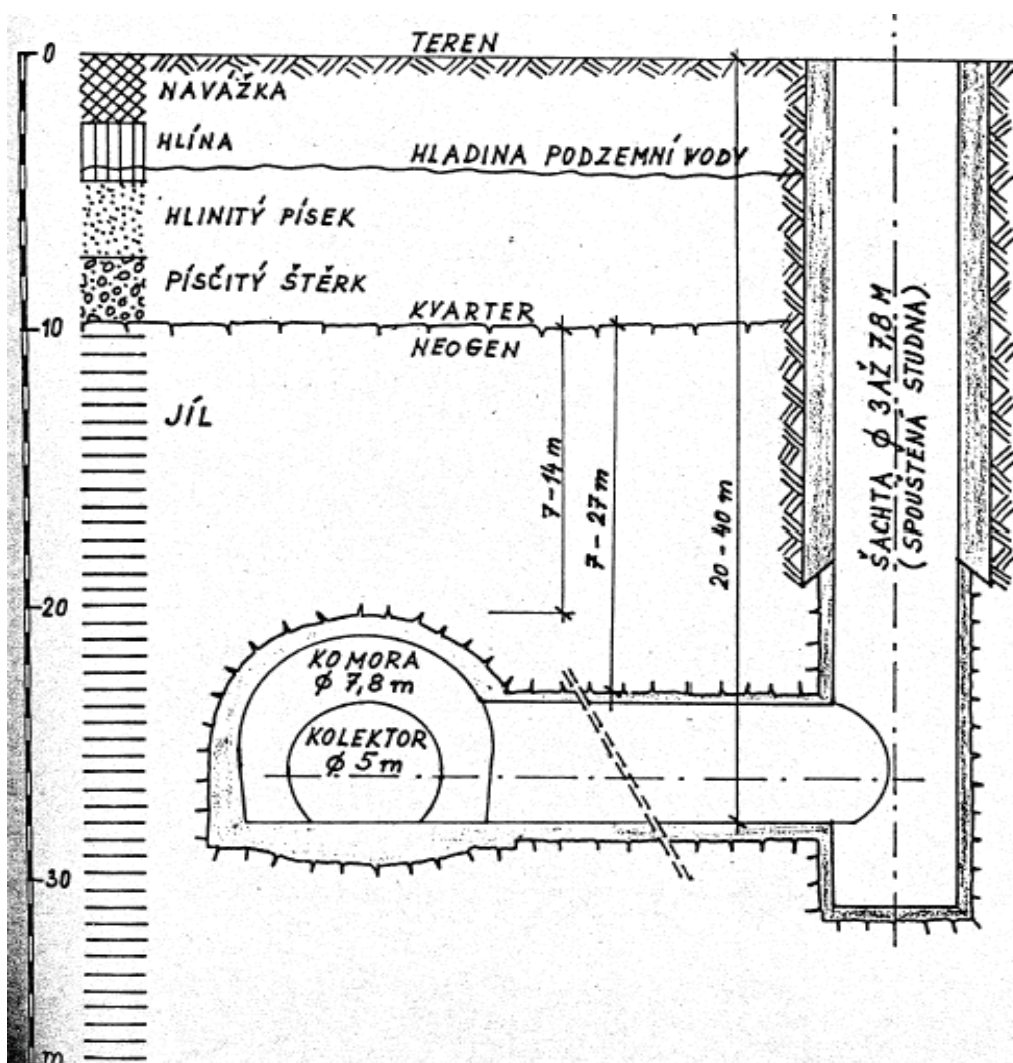 TEREN
0
NAVÁŽKA
HLÍNA
HLADINA PODZEMNÍ VODY
HLINITÝ PÍSEK
PÍSČITÝ ŠTĚRK
KVARTER
10
NEOGEN
JÍL
7-14 m
7-27 m
20-40 m
ŠACHTA ϕ 3 AŽ 7,8 M
(SPOUŠTĚNÁ STUDNA)
20
KOMORA
ϕ 7,8 m
KOLEKTOR
ϕ 5 m
30